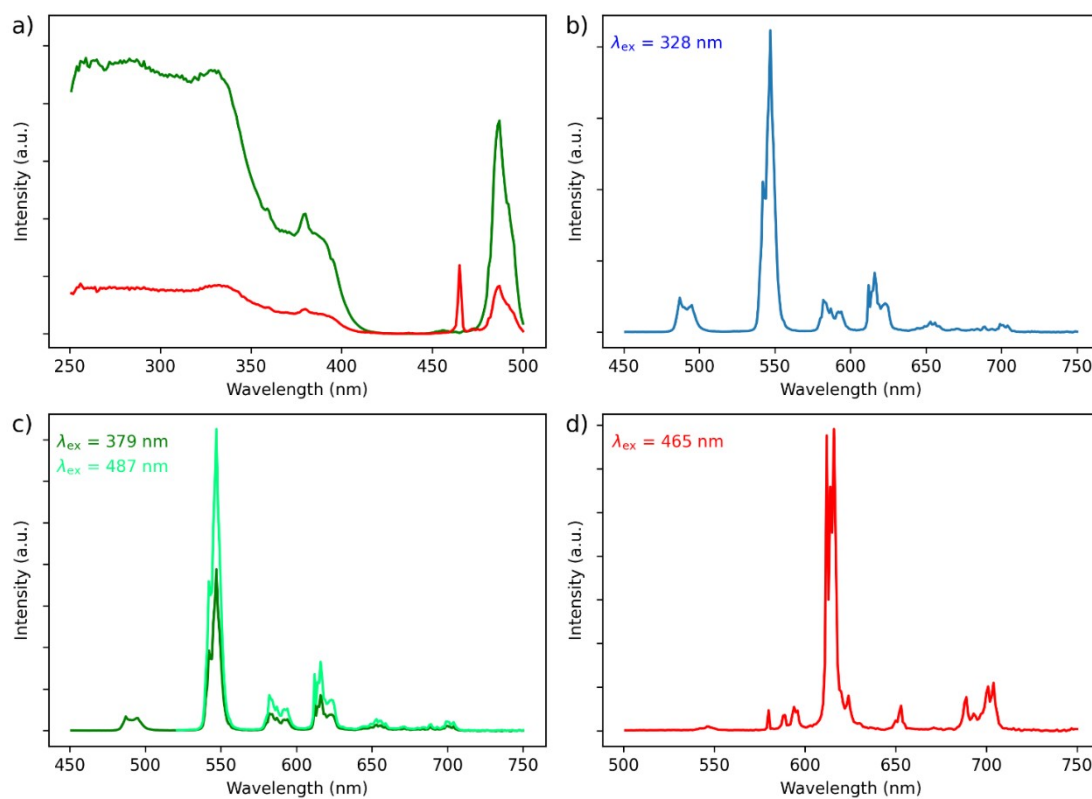 a)
Intensity (a.u.)
250 300 350 400 450 500
Wavelength (nm)
b)
λex = 328 nm
Intensity (a.u.)
450 500 550 600 650 700 750
Wavelength (nm)
c)
λex = 379 nm
λex = 487 nm
Intensity (a.u.)
450 500 550 600 650 700 750
Wavelength (nm)
d)
λex = 465 nm
Intensity (a.u.)
500 550 600 650 700 750
Wavelength (nm)